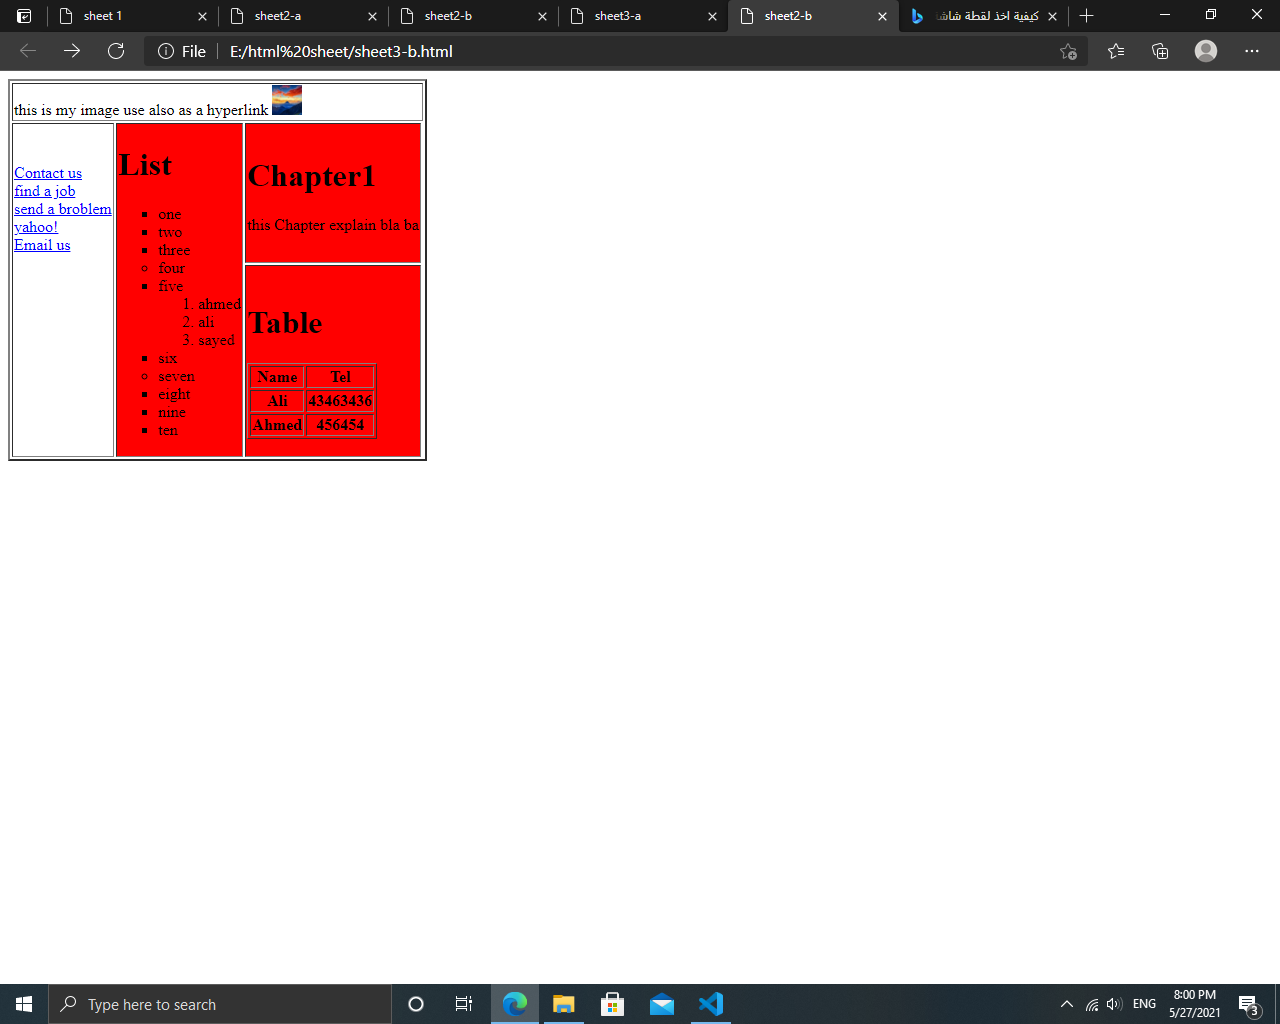 sheet 1
sheet2-a
sheet2-b
sheet3-a
sheet2-b
كيفية اخذ لقطة شاشا
File
E:/html%20sheet/sheet3-b.html
this is my image use also as a hyperlink
Contact us
find a job
send a broblem
yahoo!
Email us
List
one
two
three
four
five
1. ahmed
2. ali
3. sayed
six
seven
eight
nine
ten
Chapter1
this Chapter explain bla ba
Table
Name Tel
Ali 43463436
Ahmed 456454
Type here to search
ENG
8:00 PM
5/27/2021
3